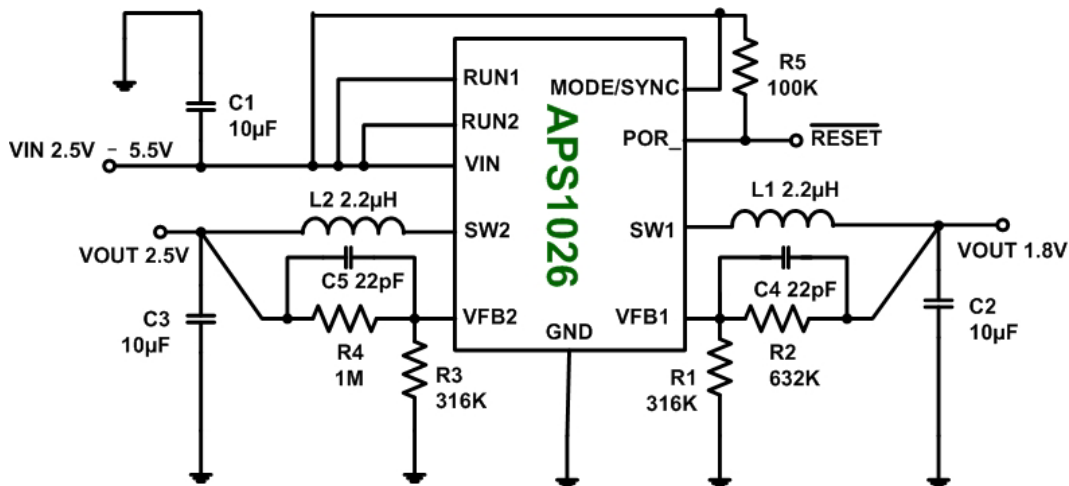 C1
10µF
VIN 2.5V - 5.5V
L2 2.2µH
VOUT 2.5V
C5 22pF
C3
10µF
R4
1M
R3
316K
RUN1
RUN2
VIN
SW2
VFB2
APS1026
GND
MODE/SYNC
POR_
SW1
VFB1
R5
100K
RESET
L1 2.2µH
VOUT 1.8V
C4 22pF
C2
10µF
R2
632K
R1
316K